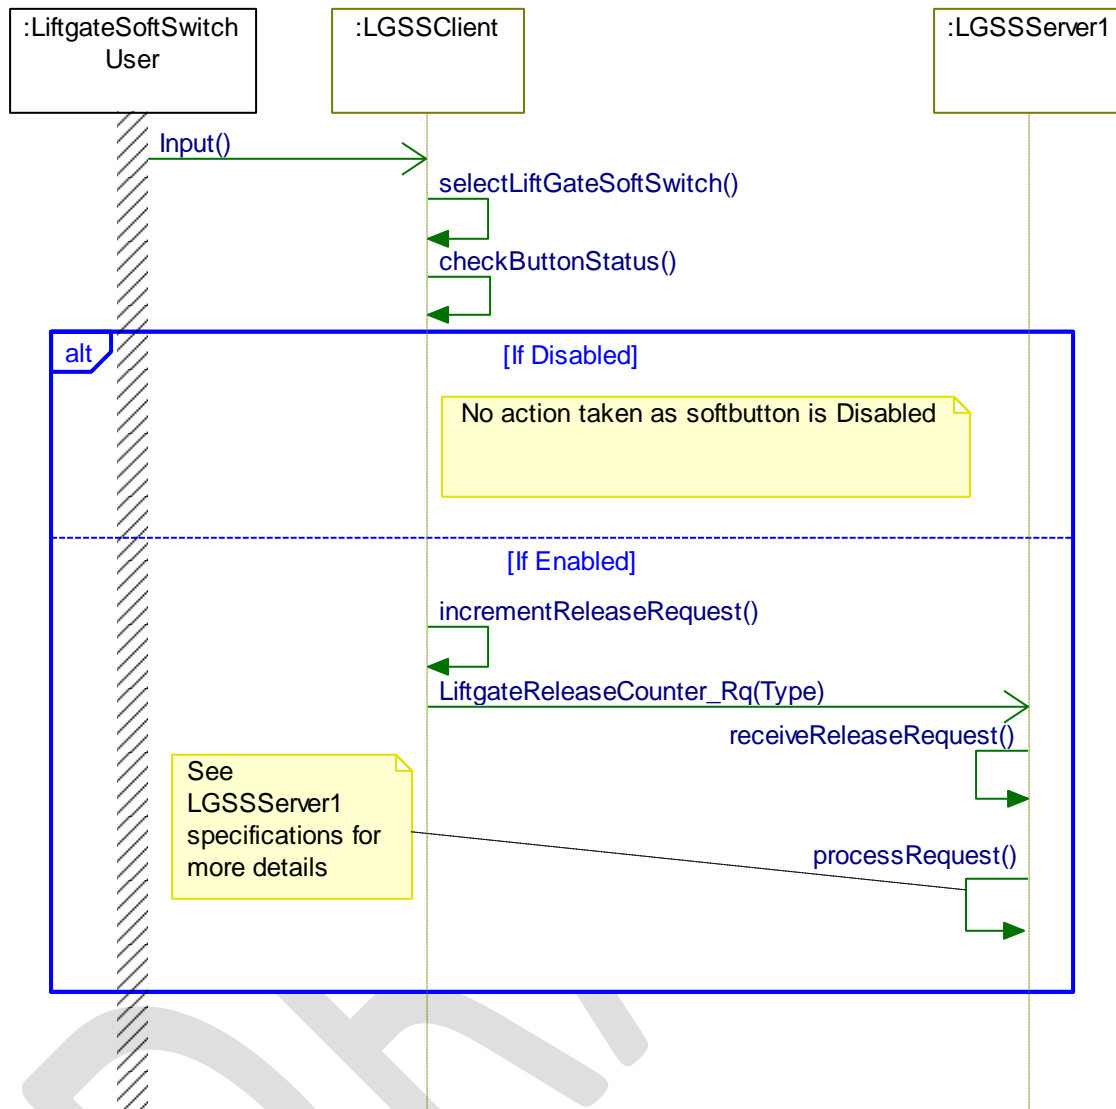 :LiftgateSoftSwitch
User
:LGSSClient
:LGSSServer1
Input()
selectLiftGateSoftSwitch()
checkButtonStatus()
alt
[If Disabled]
No action taken as softbutton is Disabled
[If Enabled]
incrementReleaseRequest()
LiftgateReleaseCounter_Rq(Type)
receiveReleaseRequest()
See
LGSSServer1
specifications for
more details
processRequest()